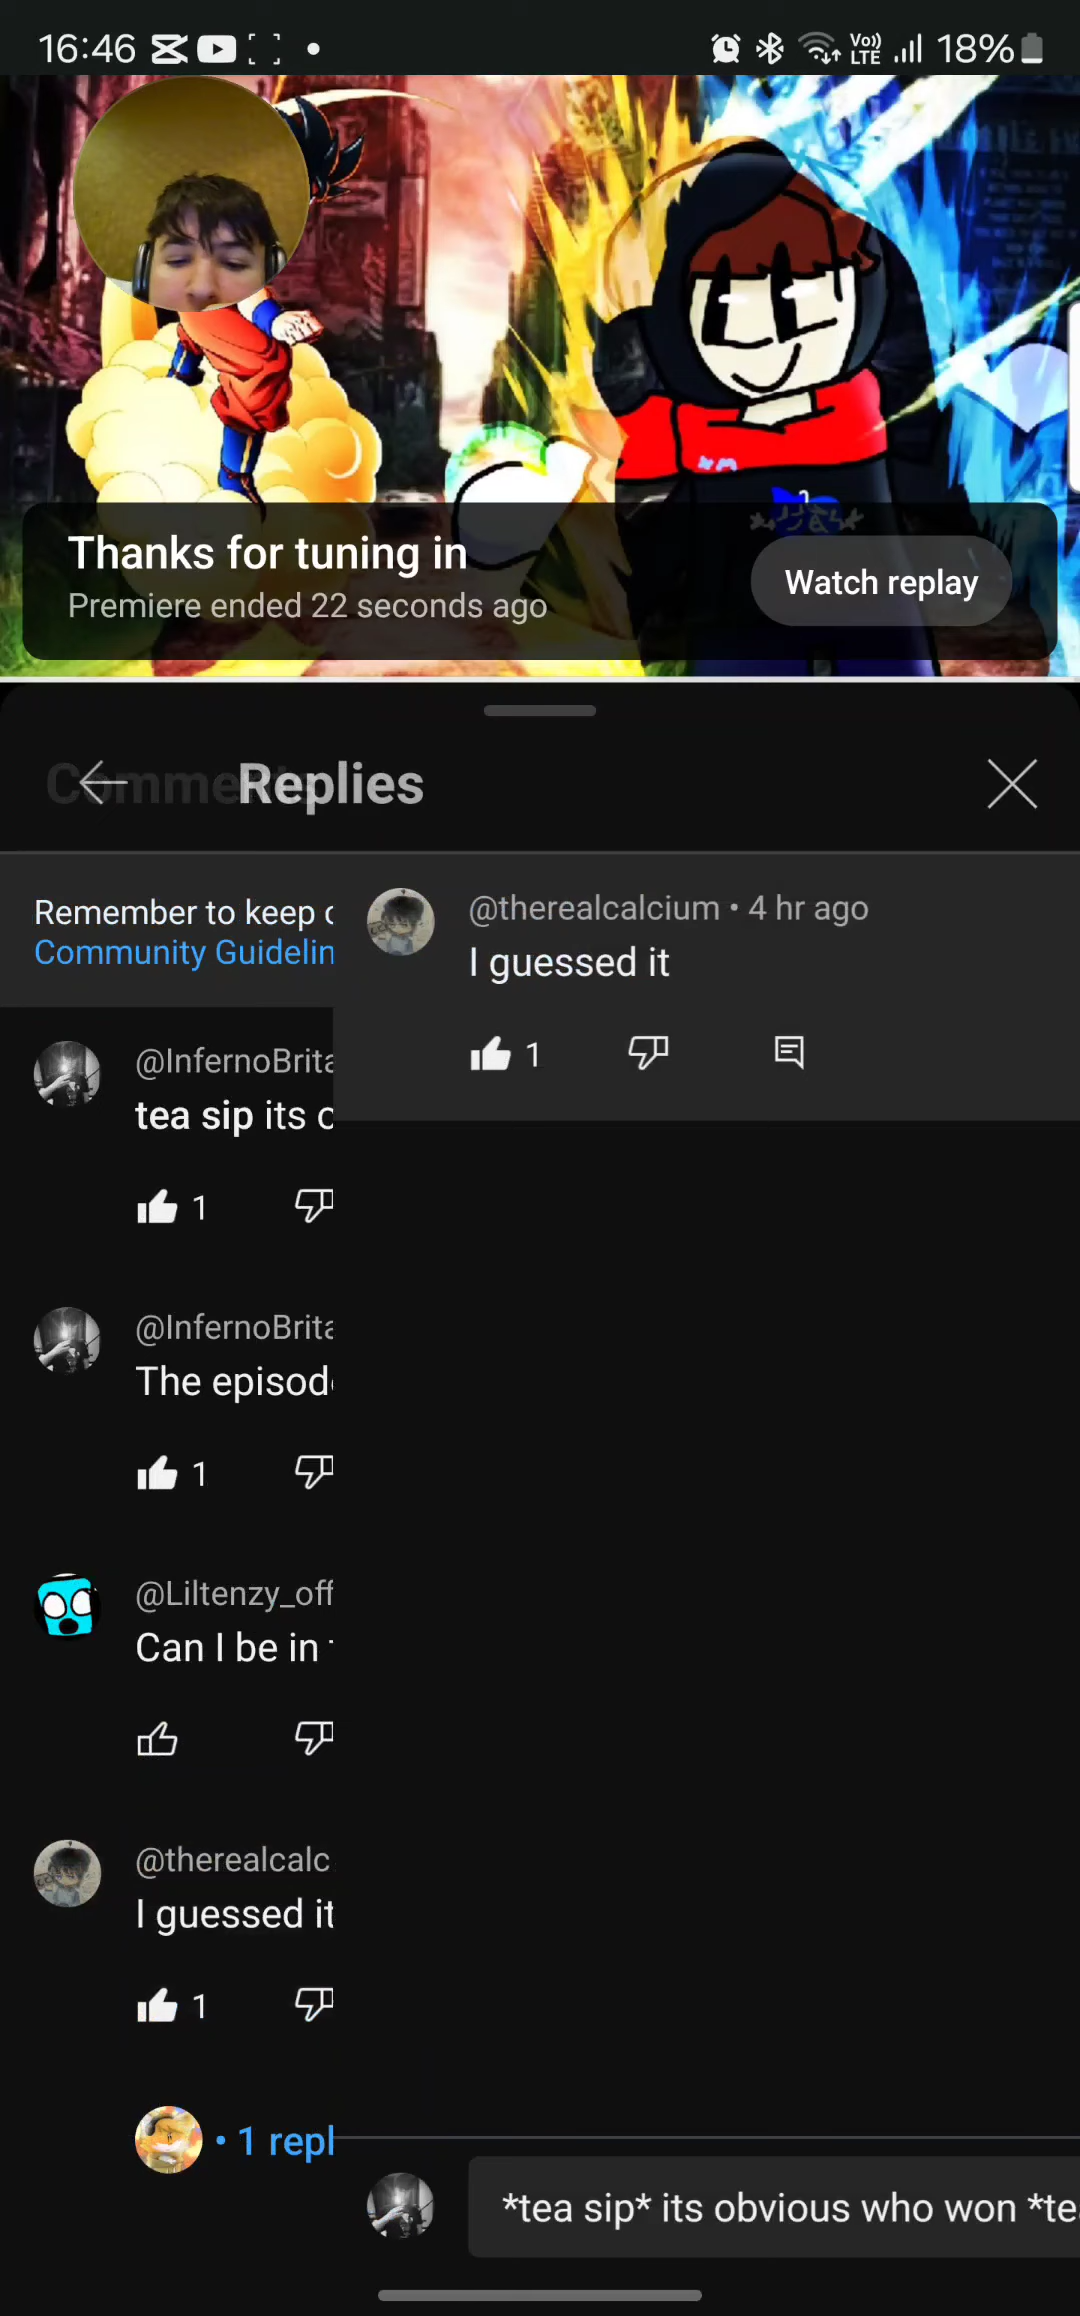 16:46
Vo))
LTE
18%
Thanks for tuning in
Premiere ended 22 seconds ago
Watch replay
Replies
Remember to keep
Community Guidelin
@therealcalcium • 4 hr ago
I guessed it
1
@InfernoBrita
tea sip its
1
@InfernoBrita
The episod
1
@Liltenzy_off
Can I be in
@therealcalc
I guessed it
1
• 1 repl
*tea sip* its obvious who won *te